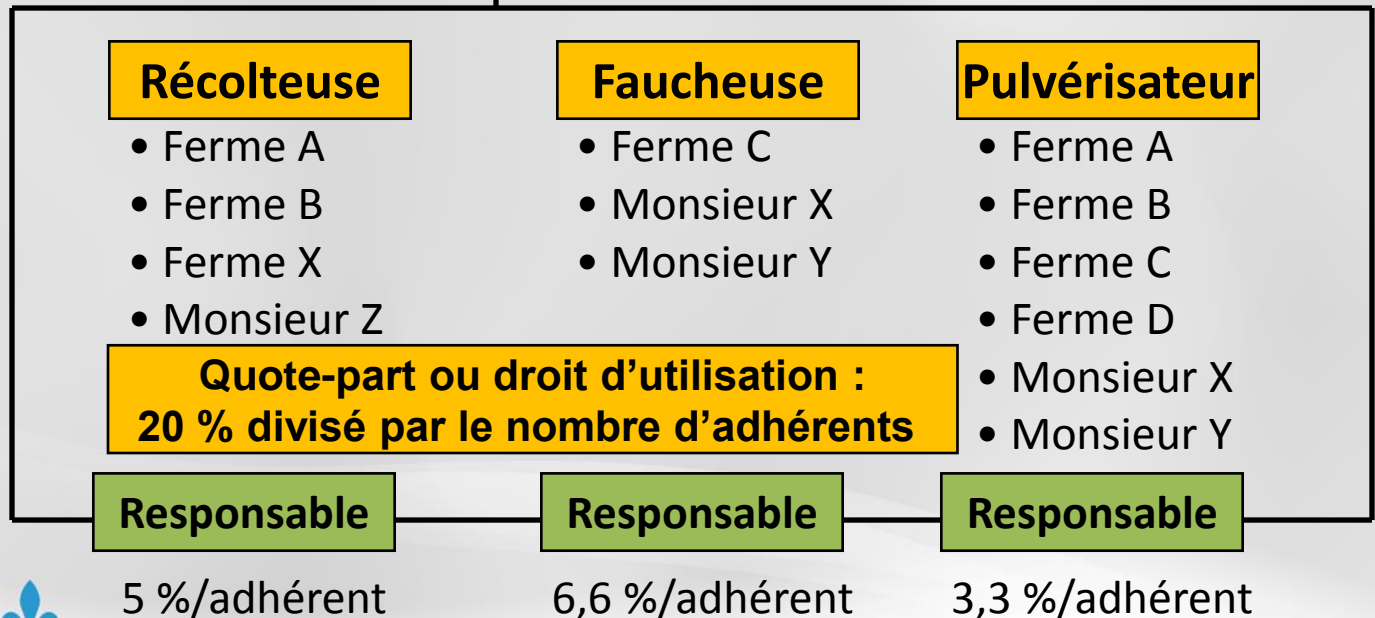 Récolteuse
• Ferme A
• Ferme B
• Ferme X
• Monsieur Z
Faucheuse
• Ferme C
• Monsieur X
• Monsieur Y
Pulvérisateur
• Ferme A
• Ferme B
• Ferme C
• Ferme D
• Monsieur X
• Monsieur Y
Quote-part ou droit d’utilisation :
20 % divisé par le nombre d’adhérents
Responsable
Responsable
Responsable
5 %/adhérent
6,6 %/adhérent
3,3 %/adhérent